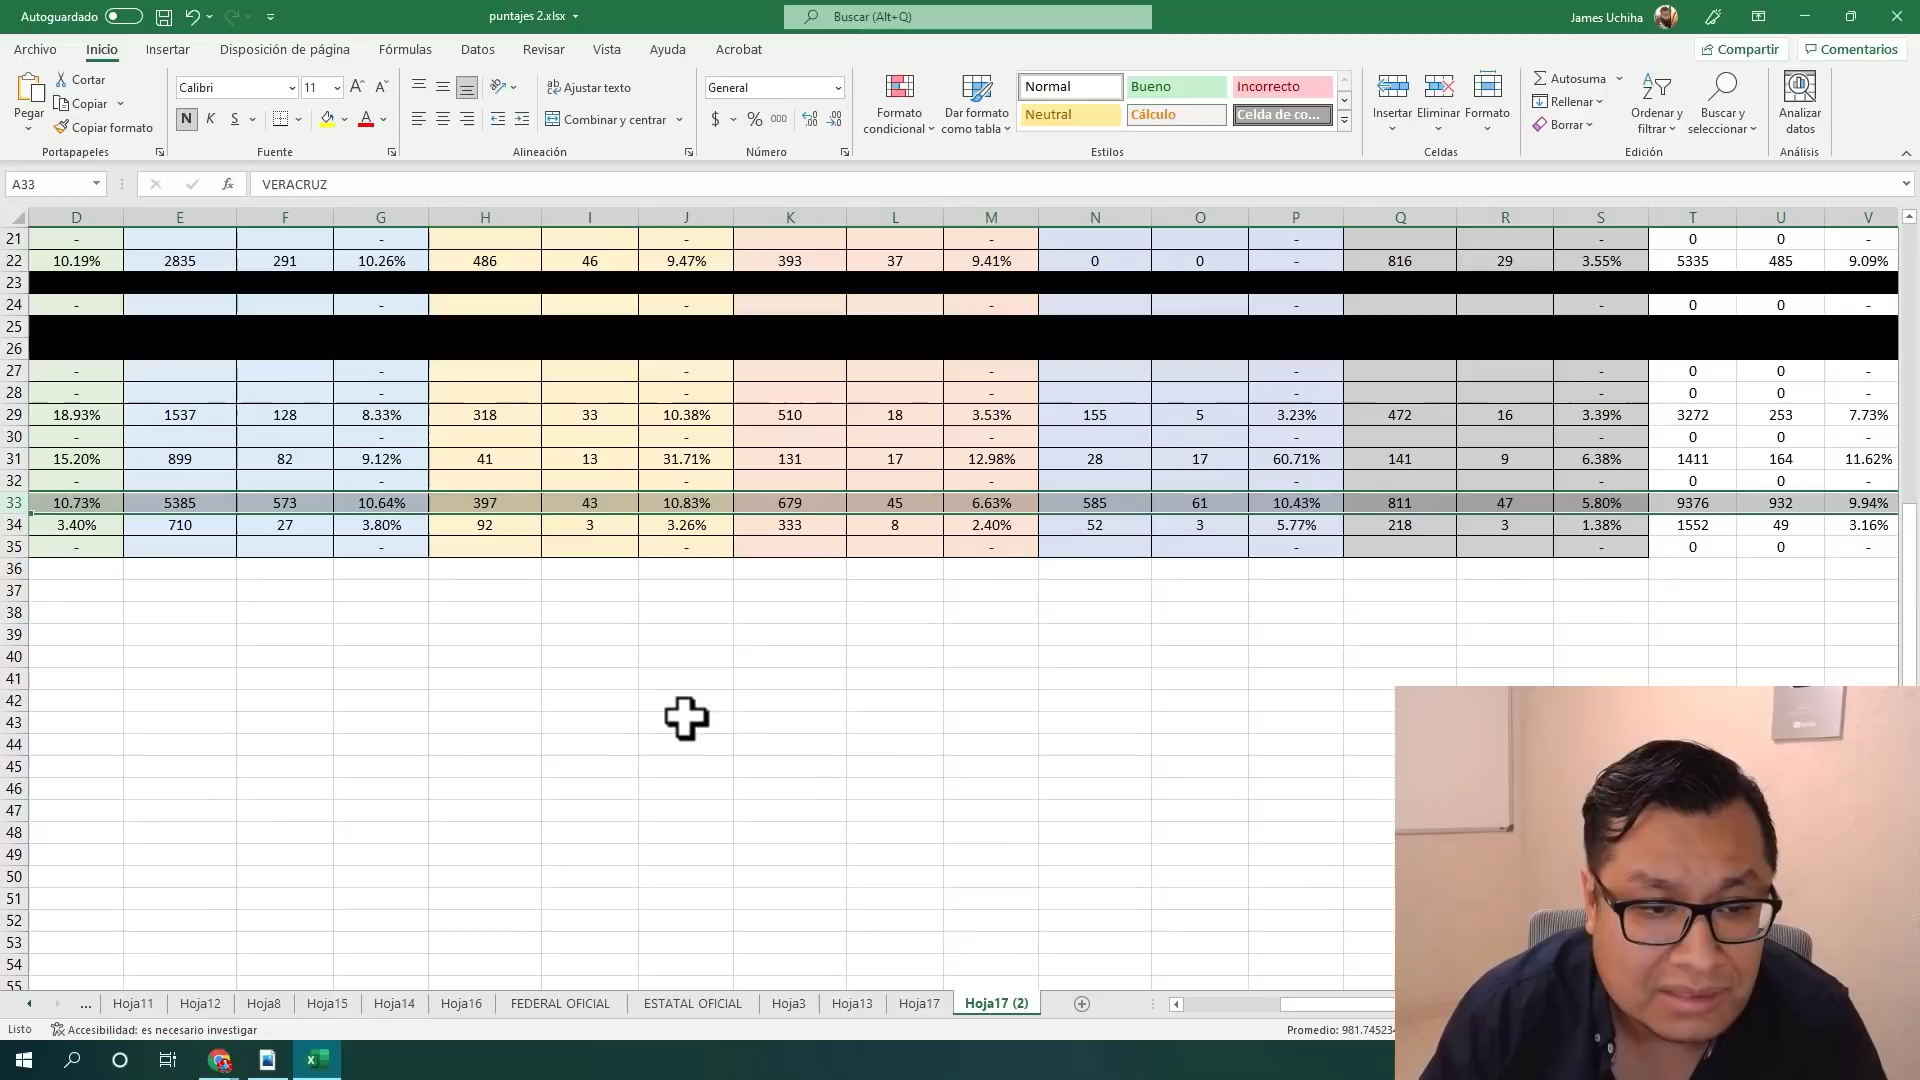 Autoguardado puntajes 2.xlsx Buscar (Alt+Q) James Uchiha
Archivo Inicio Insertar Disposición de página Fórmulas Datos Revisar Vista Ayuda Acrobat Compartir Comentarios
Pegar Cortar Copiar Copiar formato Portapapeles
Calibri 11 N K S Fuente
Ajustar texto Combinar y centrar Alineación
General $ % 000 Número
Formato condicional Dar formato como tabla
Normal Bueno Incorrecto
Neutral Cálculo Celda de co...
Estilos
Insertar Eliminar Formato Celdas
Autosuma Rellenar Borrar Ordenar y filtrar Buscar y seleccionar Edición
Analizar datos Análisis
A33 fx VERACRUZ
D E F G H I J K L M N O P Q R S T U V
21 - - - - - - 0 0 -
22 10.19% 2835 291 10.26% 486 46 9.47% 393 37 9.41% 0 0 - 816 29 3.55% 5335 485 9.09%
23
24 - - - - - - 0 0 -
25
26
27 - - - - - - 0 0 -
28 - - - - - - 0 0 -
29 18.93% 1537 128 8.33% 318 33 10.38% 510 18 3.53% 155 5 3.23% 472 16 3.39% 3272 253 7.73%
30 - - - - - - 0 0 -
31 15.20% 899 82 9.12% 41 13 31.71% 131 17 12.98% 28 17 60.71% 141 9 6.38% 1411 164 11.62%
32 - - - - - - 0 0 -
33 10.73% 5385 573 10.64% 397 43 10.83% 679 45 6.63% 585 61 10.43% 811 47 5.80% 9376 932 9.94%
34 3.40% 710 27 3.80% 92 3 3.26% 333 8 2.40% 52 3 5.77% 218 3 1.38% 1552 49 3.16%
35 - - - - - - 0 0 -
36
37
38
39
40
41
42
43
44
45
46
47
48
49
50
51
52
53
54
55
... Hoja11 Hoja12 Hoja8 Hoja15 Hoja14 Hoja16 FEDERAL OFICIAL ESTATAL OFICIAL Hoja3 Hoja13 Hoja17 Hoja17 (2)
Listo Accesibilidad: es necesario investigar Promedio: 981.745234